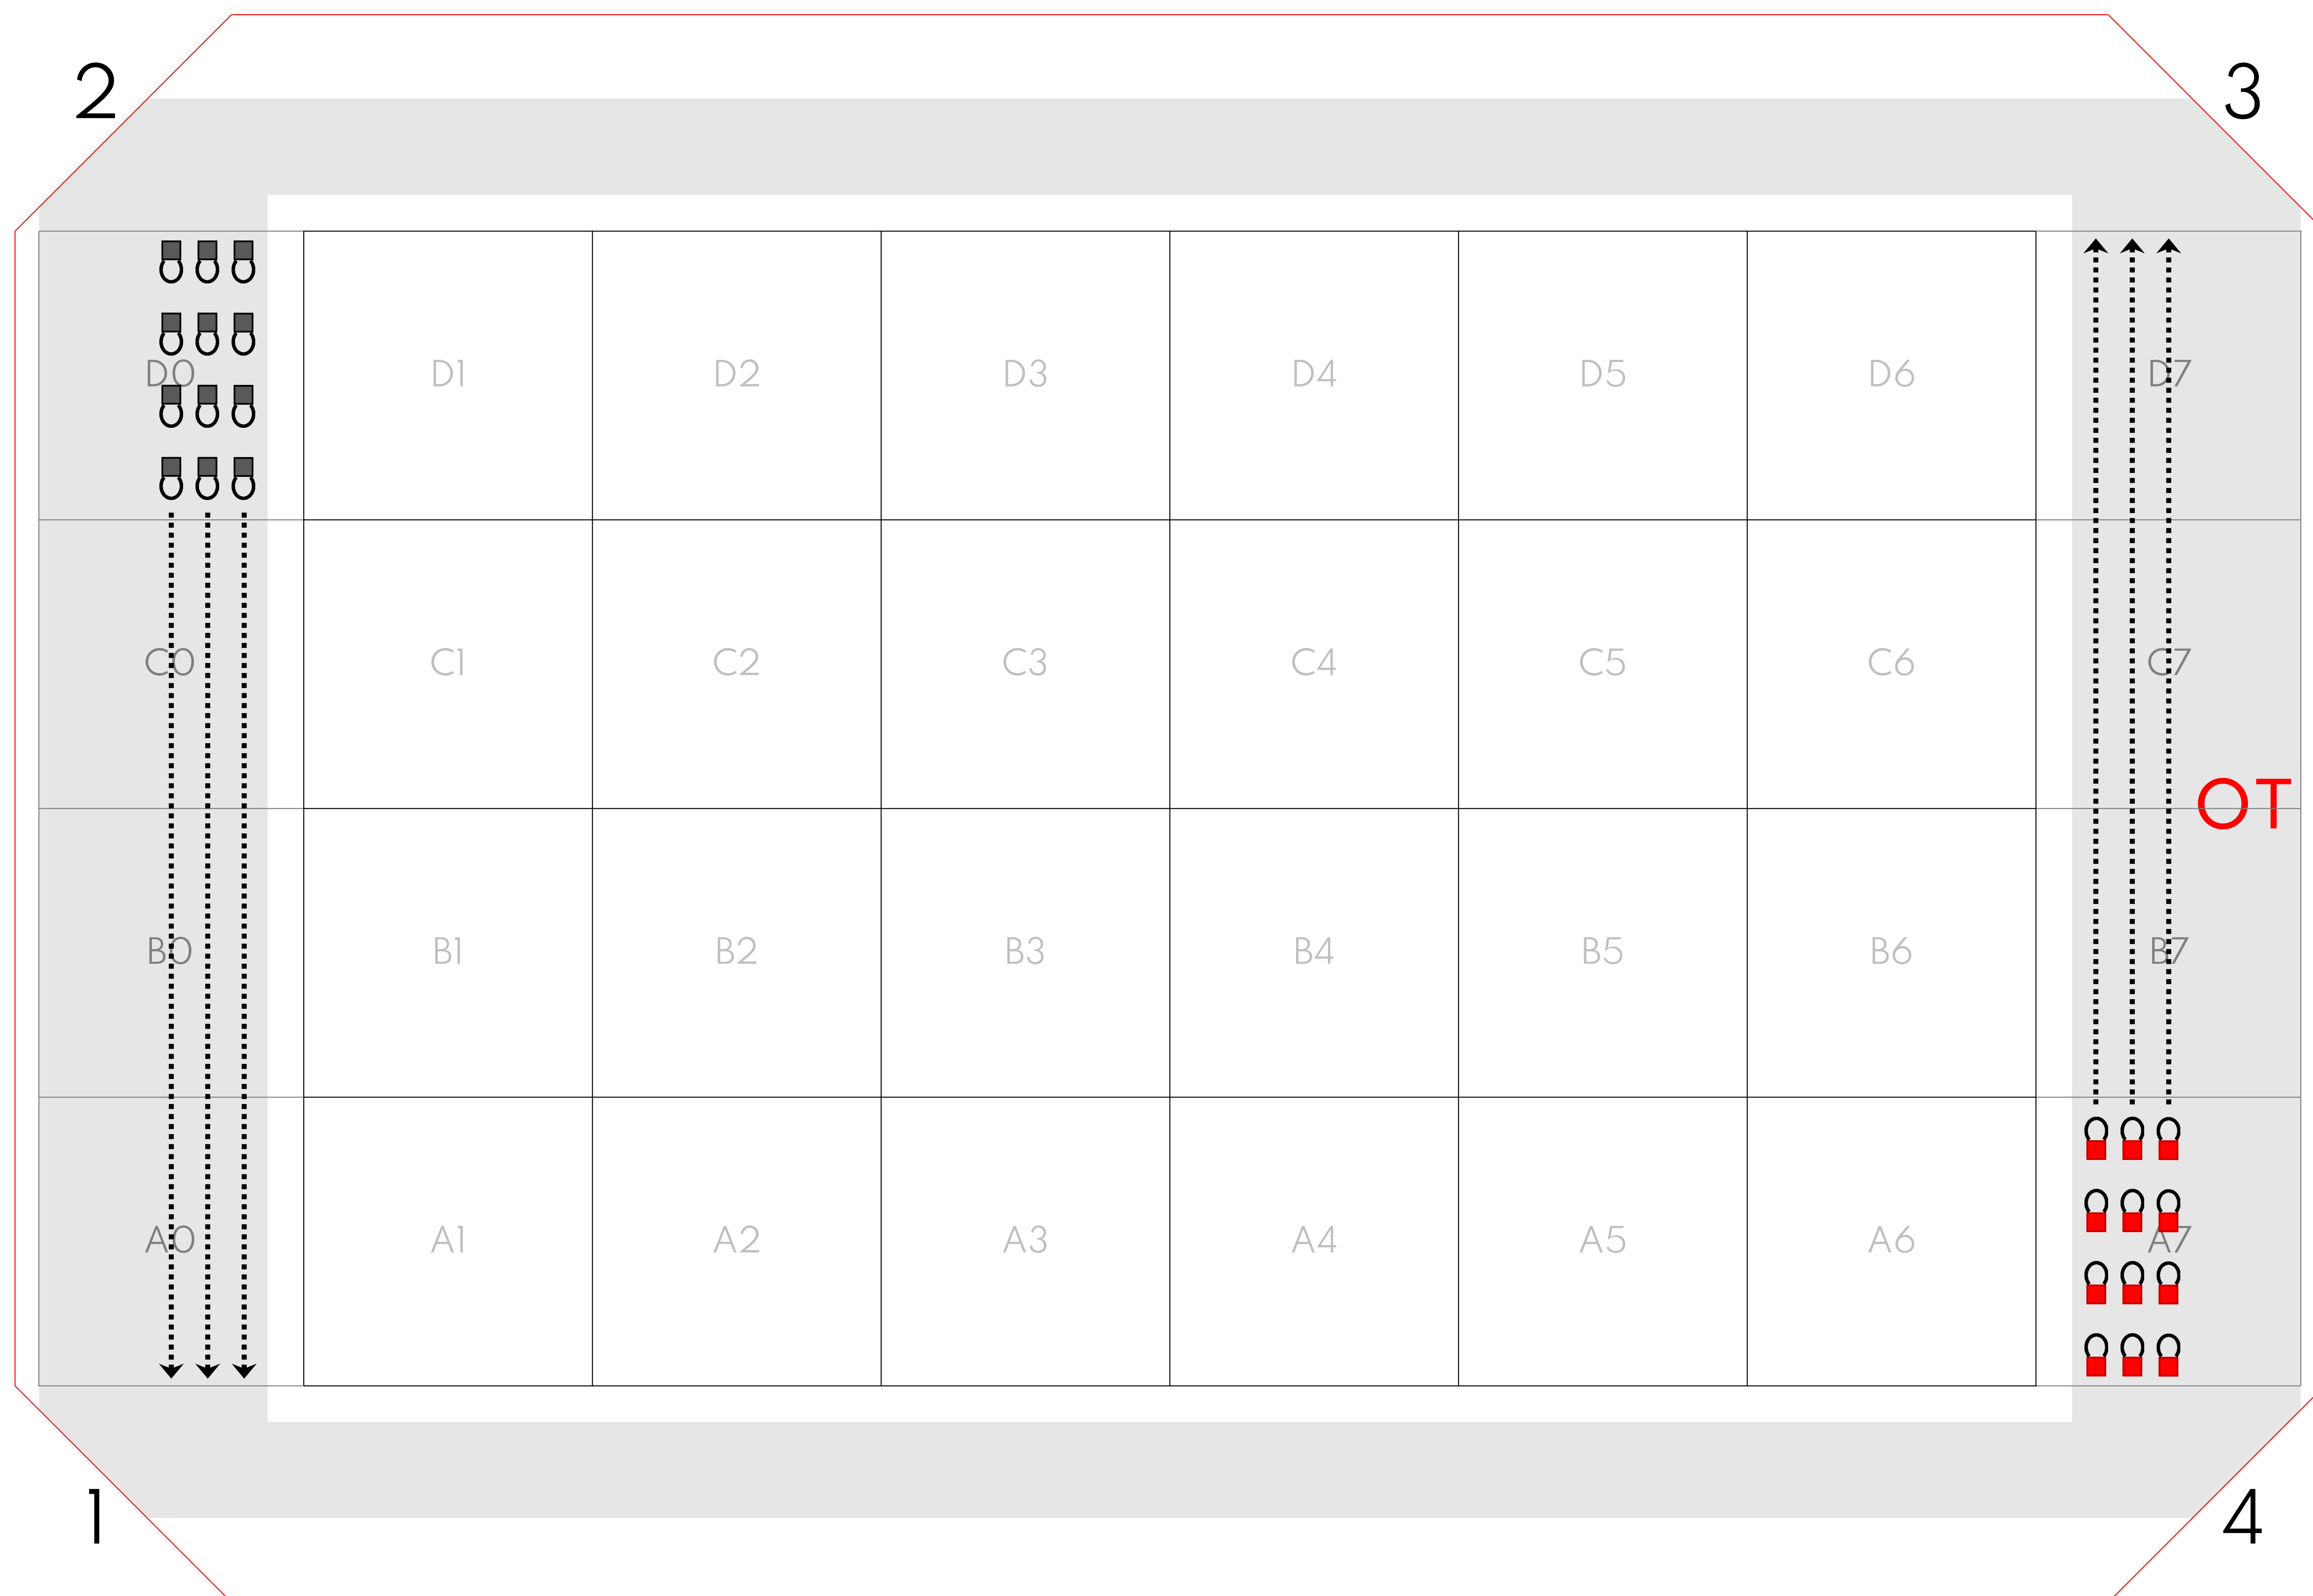 2 3
D0 D1 D2 D3 D4 D5 D6 D7
C0 C1 C2 C3 C4 C5 C6 C7
OT
B0 B1 B2 B3 B4 B5 B6 B7
A0 A1 A2 A3 A4 A5 A6 A7
1 4